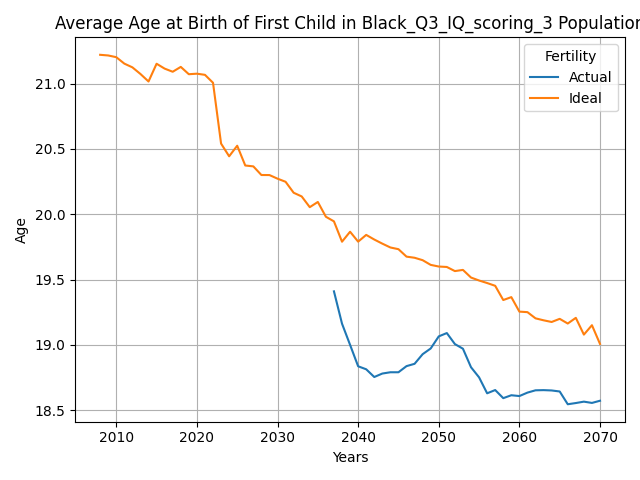 Average Age at Birth of First Child in Black_Q3_IQ_scoring_3 Population
Fertility
Actual
Ideal
21.0
20.5
20.0
19.5
19.0
18.5
Age
2010 2020 2030 2040 2050 2060 2070
Years